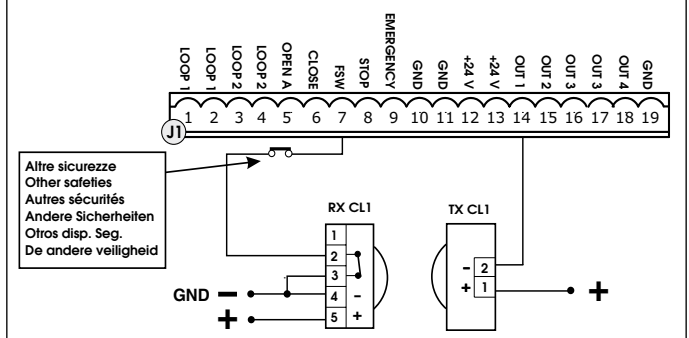 LOOP 1 LOOP 1 LOOP 2 LOOP 2 OPEN A CLOSE FSW STOP EMERGENCY GND GND +24 V +24 V OUT 1 OUT 2 OUT 3 OUT 3 OUT 4 GND
1 2 3 4 5 6 7 8 9 10 11 12 13 14 15 16 17 18 19
J1
Altre sicurezze
Other safeties
Autres sécurités
Andere Sicherheiten
Otros disp. Seg.
De andere veiligheid
RX CL1
1
2
3
4 -
5 +
GND -
+
TX CL1
- 2
+ 1
+